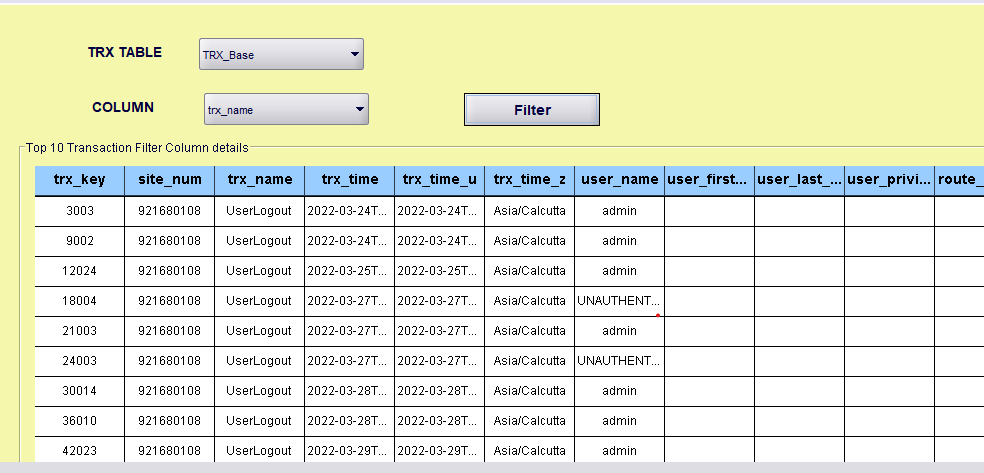 TRX TABLE TRX_Base
COLUMN trx_name Filter
Top 10 Transaction Filter Column details
trx_key site_num trx_name trx_time trx_time_u trx_time_z user_name user_first... user_last_... user_privi... route_
3003 921680108 UserLogout 2022-03-24T... 2022-03-24T... Asia/Calcutta admin
9002 921680108 UserLogout 2022-03-24T... 2022-03-24T... Asia/Calcutta admin
12024 921680108 UserLogout 2022-03-25T... 2022-03-25T... Asia/Calcutta admin
18004 921680108 UserLogout 2022-03-27T... 2022-03-27T... Asia/Calcutta UNAUTHENT...
21003 921680108 UserLogout 2022-03-27T... 2022-03-27T... Asia/Calcutta admin
24003 921680108 UserLogout 2022-03-27T... 2022-03-27T... Asia/Calcutta UNAUTHENT...
30014 921680108 UserLogout 2022-03-28T... 2022-03-28T... Asia/Calcutta admin
36010 921680108 UserLogout 2022-03-28T... 2022-03-28T... Asia/Calcutta admin
42023 921680108 UserLogout 2022-03-29T... 2022-03-29T... Asia/Calcutta admin